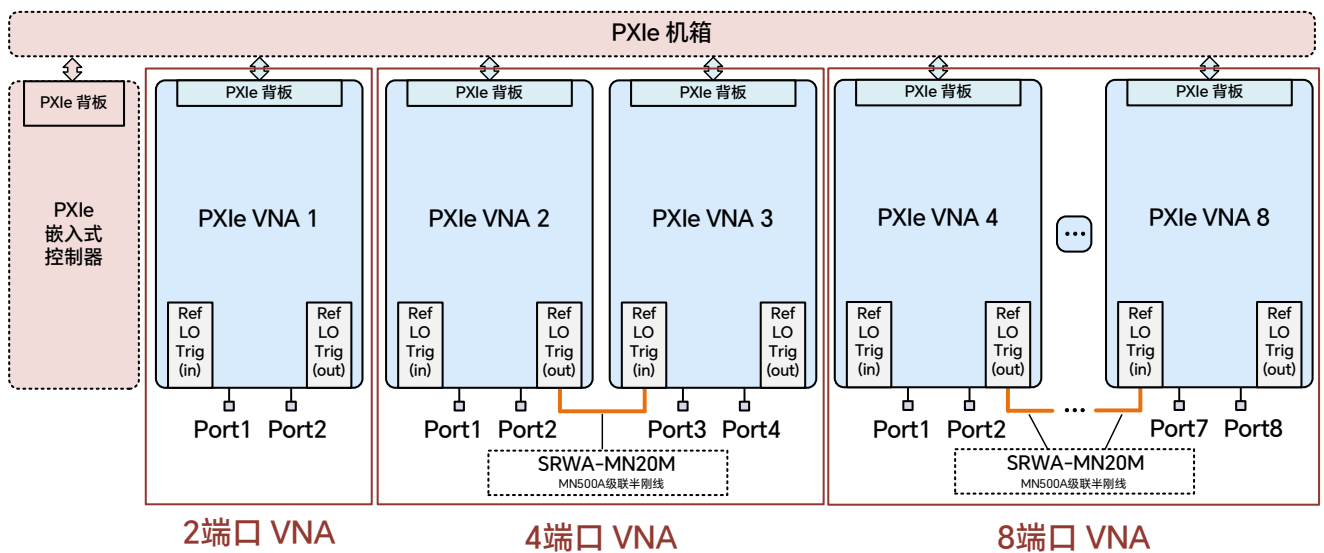 PXIe 机箱
PXIe 背板
PXIe
嵌入式
控制器
PXIe 背板
PXIe VNA 1
Ref
LO
Trig
(in)
Ref
LO
Trig
(out)
Port1
Port2
2端口 VNA
PXIe 背板
PXIe VNA 2
Ref
LO
Trig
(in)
Ref
LO
Trig
(out)
Port1
Port2
PXIe 背板
PXIe VNA 3
Ref
LO
Trig
(in)
Ref
LO
Trig
(out)
Port3
Port4
SRWA-MN20M
MN500A级联半刚线
4端口 VNA
PXIe 背板
PXIe VNA 4
Ref
LO
Trig
(in)
Ref
LO
Trig
(out)
Port1
Port2
...
PXIe 背板
PXIe VNA 8
Ref
LO
Trig
(in)
Ref
LO
Trig
(out)
...
Port7
Port8
SRWA-MN20M
MN500A级联半刚线
8端口 VNA